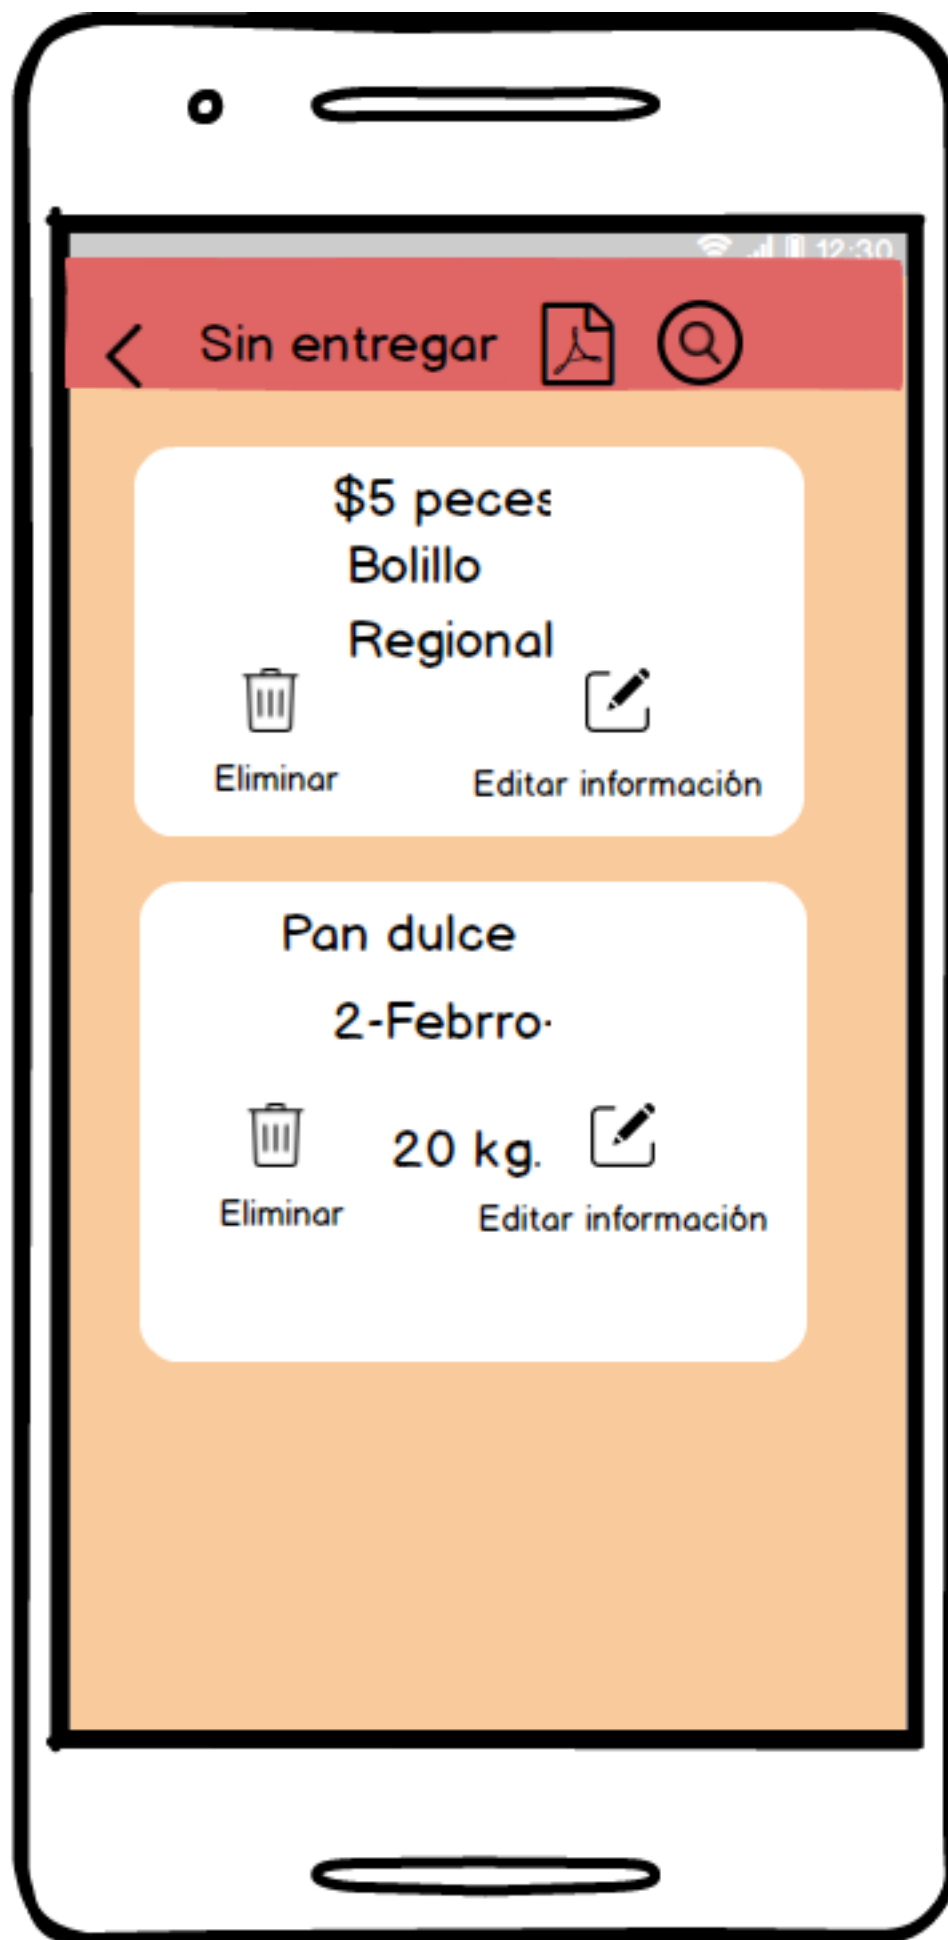 12:30
Sin entregar
$5 peces
Bolillo
Regional
Eliminar
Editar información
Pan dulce
2-Febrro-
20 kg.
Eliminar
Editar información